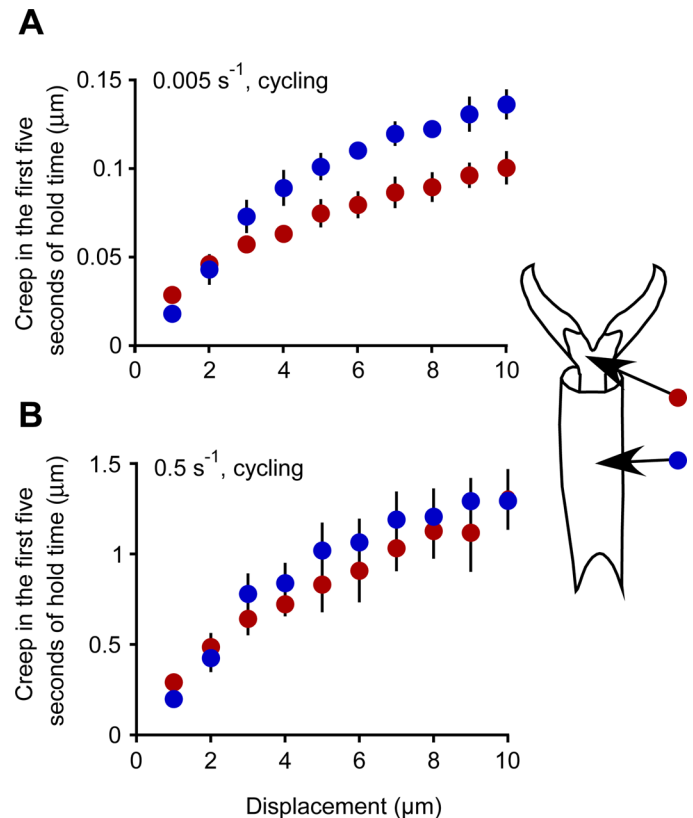 A
0.005 s-1, cycling
Creep in the first five
seconds of hold time (μm)
0.15
0.1
0.05
0
0 2 4 6 8 10
B
0.5 s-1, cycling
Creep in the first five
seconds of hold time (μm)
1.5
1
0.5
0
0 2 4 6 8 10
Displacement (μm)